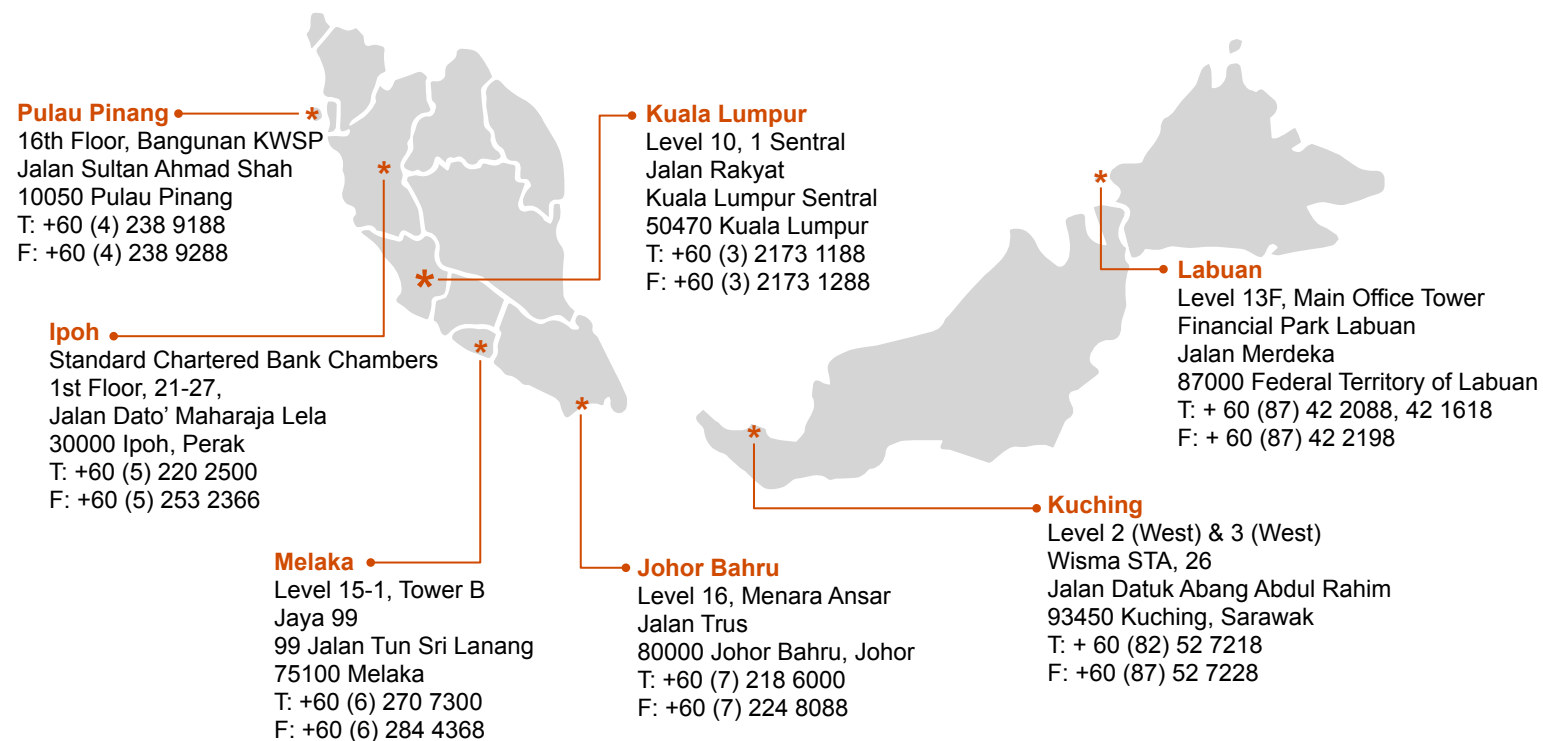 Pulau Pinang
16th Floor, Bangunan KWSP
Jalan Sultan Ahmad Shah
10050 Pulau Pinang
T: +60 (4) 238 9188
F: +60 (4) 238 9288
Ipoh
Standard Chartered Bank Chambers
1st Floor, 21-27,
Jalan Dato’ Maharaja Lela
30000 Ipoh, Perak
T: +60 (5) 220 2500
F: +60 (5) 253 2366
Melaka
Level 15-1, Tower B
Jaya 99
99 Jalan Tun Sri Lanang
75100 Melaka
T: +60 (6) 270 7300
F: +60 (6) 284 4368
Kuala Lumpur
Level 10, 1 Sentral
Jalan Rakyat
Kuala Lumpur Sentral
50470 Kuala Lumpur
T: +60 (3) 2173 1188
F: +60 (3) 2173 1288
Johor Bahru
Level 16, Menara Ansar
Jalan Trus
80000 Johor Bahru, Johor
T: +60 (7) 218 6000
F: +60 (7) 224 8088
Labuan
Level 13F, Main Office Tower
Financial Park Labuan
Jalan Merdeka
87000 Federal Territory of Labuan
T: + 60 (87) 42 2088, 42 1618
F: + 60 (87) 42 2198
Kuching
Level 2 (West) & 3 (West)
Wisma STA, 26
Jalan Datuk Abang Abdul Rahim
93450 Kuching, Sarawak
T: + 60 (82) 52 7218
F: +60 (87) 52 7228